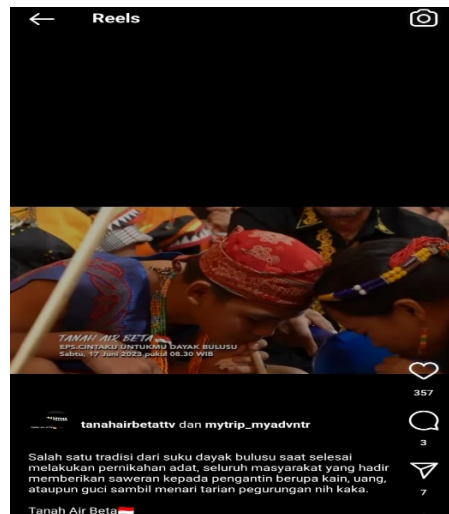 Reels
TANAH AIR BETA
EPS.CINTAKU UNTUKMU DAYAK BULUSU
Sabtu, 17 Juni 2023 pukul 08.30 WIB
357
tanahairbetattv dan mytrip_myadvntr
3
Salah satu tradisi dari suku dayak bulusu saat selesai
melakukan pernikahan adat, seluruh masyarakat yang hadir
memberikan saweran kepada pengantin berupa kain, uang,
ataupun guci sambil menari tarian pegurungan nih kaka.
7
Tanah Air Beta🇮🇩